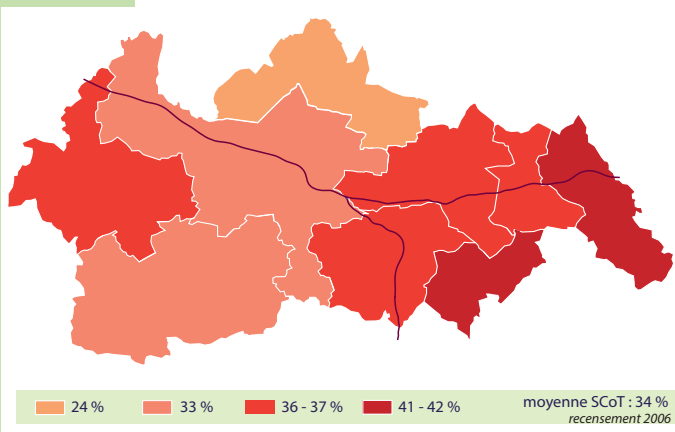 24 % 33 % 36 - 37 % 41 - 42 % moyenne SCoT : 34 %
recensement 2006